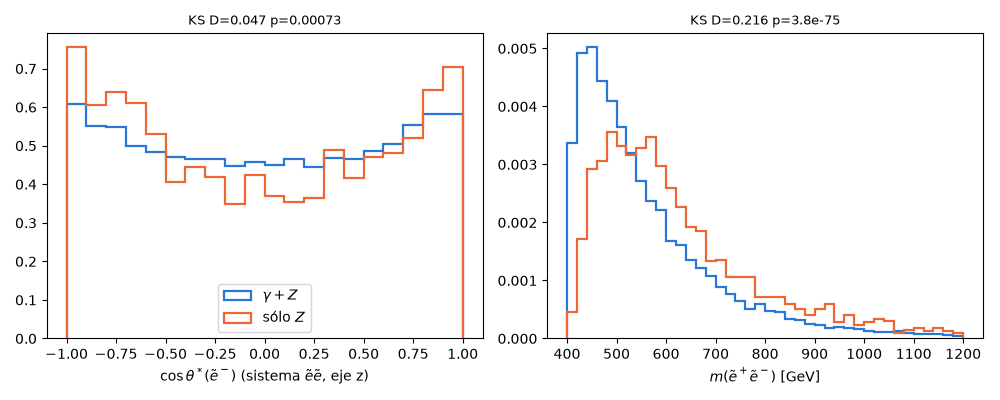 KS D=0.047 p=0.00073
0.7
0.6
0.5
0.4
0.3
0.2
0.1
0.0
−1.00 −0.75 −0.50 −0.25 0.00 0.25 0.50 0.75 1.00
γ + Z
sólo Z
cos θ*(ẽ⁻) (sistema ẽẽ, eje z)
KS D=0.216 p=3.8e-75
0.005
0.004
0.003
0.002
0.001
0.000
400 500 600 700 800 900 1000 1100 1200
m(ẽ⁺ẽ⁻) [GeV]